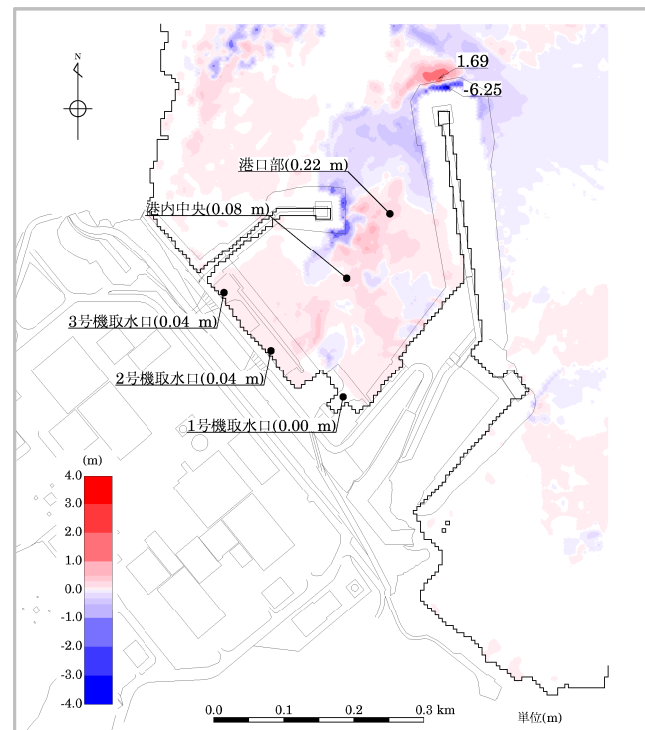 N
1.69
-6.25
港口部(0.22 m)
港内中央(0.08 m)
3号機取水口(0.04 m)
2号機取水口(0.04 m)
1号機取水口(0.00 m)
(m)
4.0
3.0
2.0
1.0
0.0
-1.0
-2.0
-3.0
-4.0
0.0 0.1 0.2 0.3 km
単位(m)